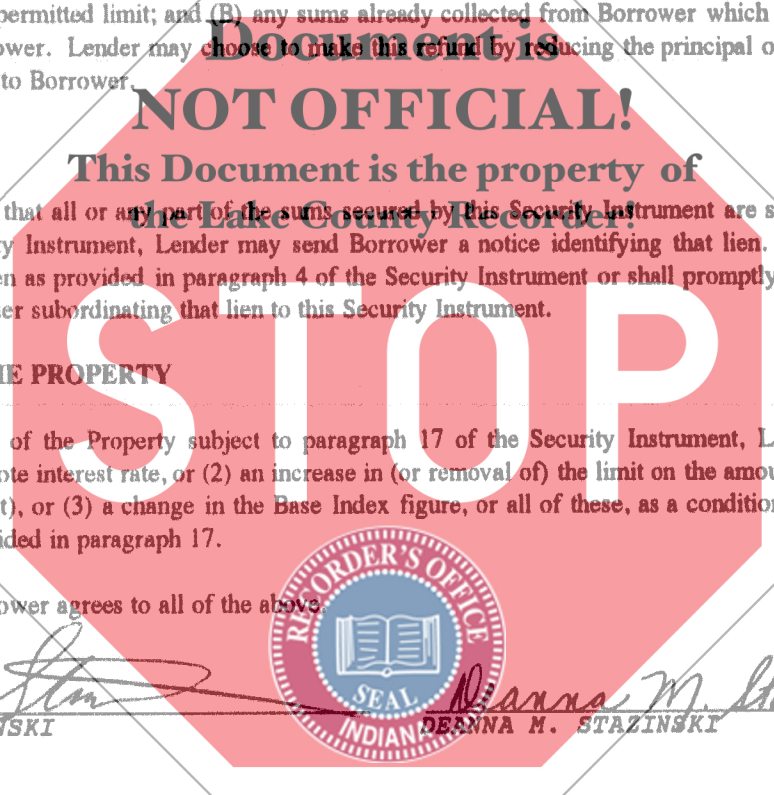 permitted limit; and (B) any sums already collected from Borrower which
ower. Lender may choose to make this refund by reducing the principal o
to Borrower.
Document is
NOT OFFICIAL!
This Document is the property of
the Lake County Recorder!
that all or any part of the sums secured by this Security Instrument are s
ty Instrument, Lender may send Borrower a notice identifying that lien.
en as provided in paragraph 4 of the Security Instrument or shall promptly
er subordinating that lien to this Security Instrument.
STOP
HE PROPERTY
of the Property subject to paragraph 17 of the Security Instrument, L
ote interest rate, or (2) an increase in (or removal of) the limit on the amou
t), or (3) a change in the Base Index figure, or all of these, as a condition
ided in paragraph 17.
ower agrees to all of the above.
RECORDER'S OFFICE
SEAL
INDIANA
Deanna M. Sta
NSKI
DEANNA M. STAZINSKI